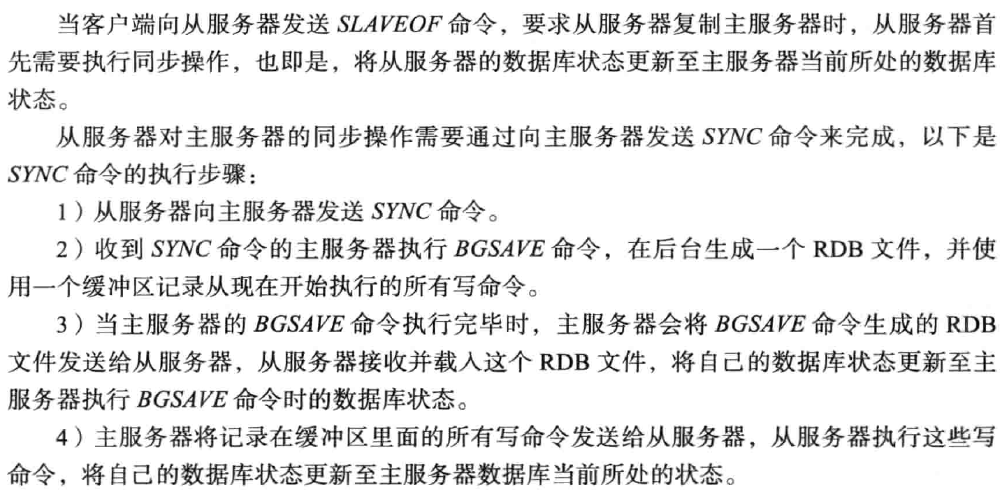 当客户端向从服务器发送 SLAVEOF 命令，要求从服务器复制主服务器时，从服务器首
先需要执行同步操作，也即是，将从服务器的数据库状态更新至主服务器当前所处的数据库
状态。
从服务器对主服务器的同步操作需要通过向主服务器发送 SYNC 命令来完成，以下是
SYNC 命令的执行步骤：
1）从服务器向主服务器发送 SYNC 命令。
2）收到 SYNC 命令的主服务器执行 BGSAVE 命令，在后台生成一个 RDB 文件，并使
用一个缓冲区记录从现在开始执行的所有写命令。
3）当主服务器的 BGSAVE 命令执行完毕时，主服务器会将 BGSAVE 命令生成的 RDB
文件发送给从服务器，从服务器接收并载入这个 RDB 文件，将自己的数据库状态更新至主
服务器执行 BGSAVE 命令时的数据库状态。
4）主服务器将记录在缓冲区里面的所有写命令发送给从服务器，从服务器执行这些写
命令，将自己的数据库状态更新至主服务器数据库当前所处的状态。